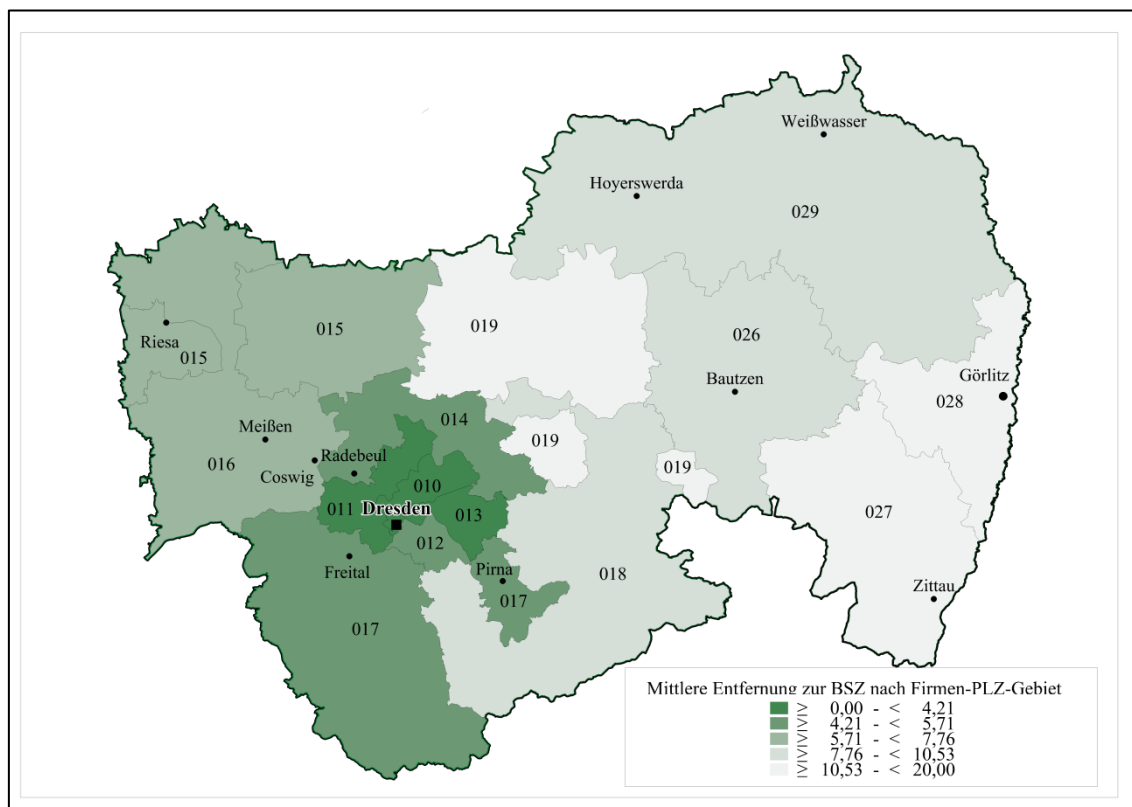 Weißwasser
Hoyerswerda
029
019
015
026
Riesa
015
Görlitz
Bautzen
028
014
Meißen
019
Radebeul
016
Coswig
019
010
011
Dresden
013
027
012
Freital
Pirna
018
Zittau
017
017
Mittlere Entfernung zur BSZ nach Firmen-PLZ-Gebiet
≥ 0,00 - < 4,21
≥ 4,21 - < 5,71
≥ 5,71 - < 7,76
≥ 7,76 - < 10,53
≥ 10,53 - < 20,00